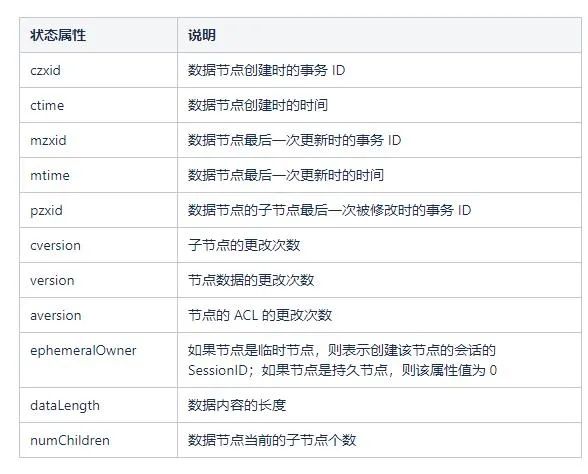 状态属性 说明
czxid 数据节点创建时的事务 ID
ctime 数据节点创建时的时间
mzxid 数据节点最后一次更新时的事务 ID
mtime 数据节点最后一次更新时的时间
pzxid 数据节点的子节点最后一次被修改时的事务 ID
cversion 子节点的更改次数
version 节点数据的更改次数
aversion 节点的 ACL 的更改次数
ephemeralOwner 如果节点是临时节点，则表示创建该节点的会话的
SessionID；如果节点是持久节点，则该属性值为 0
dataLength 数据内容的长度
numChildren 数据节点当前的子节点个数